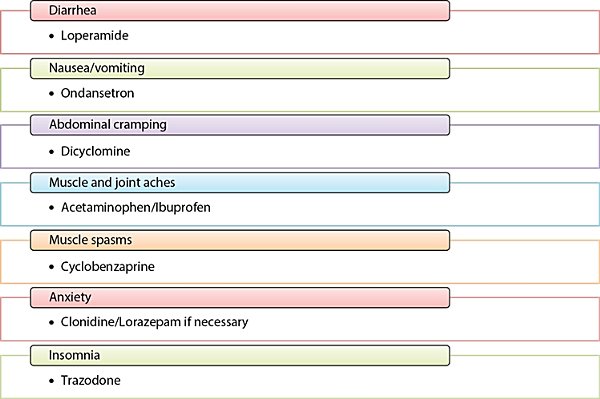 Diarrhea
• Loperamide
Nausea/vomiting
• Ondansetron
Abdominal cramping
• Dicyclomine
Muscle and joint aches
• Acetaminophen/Ibuprofen
Muscle spasms
• Cyclobenzaprine
Anxiety
• Clonidine/Lorazepam if necessary
Insomnia
• Trazodone